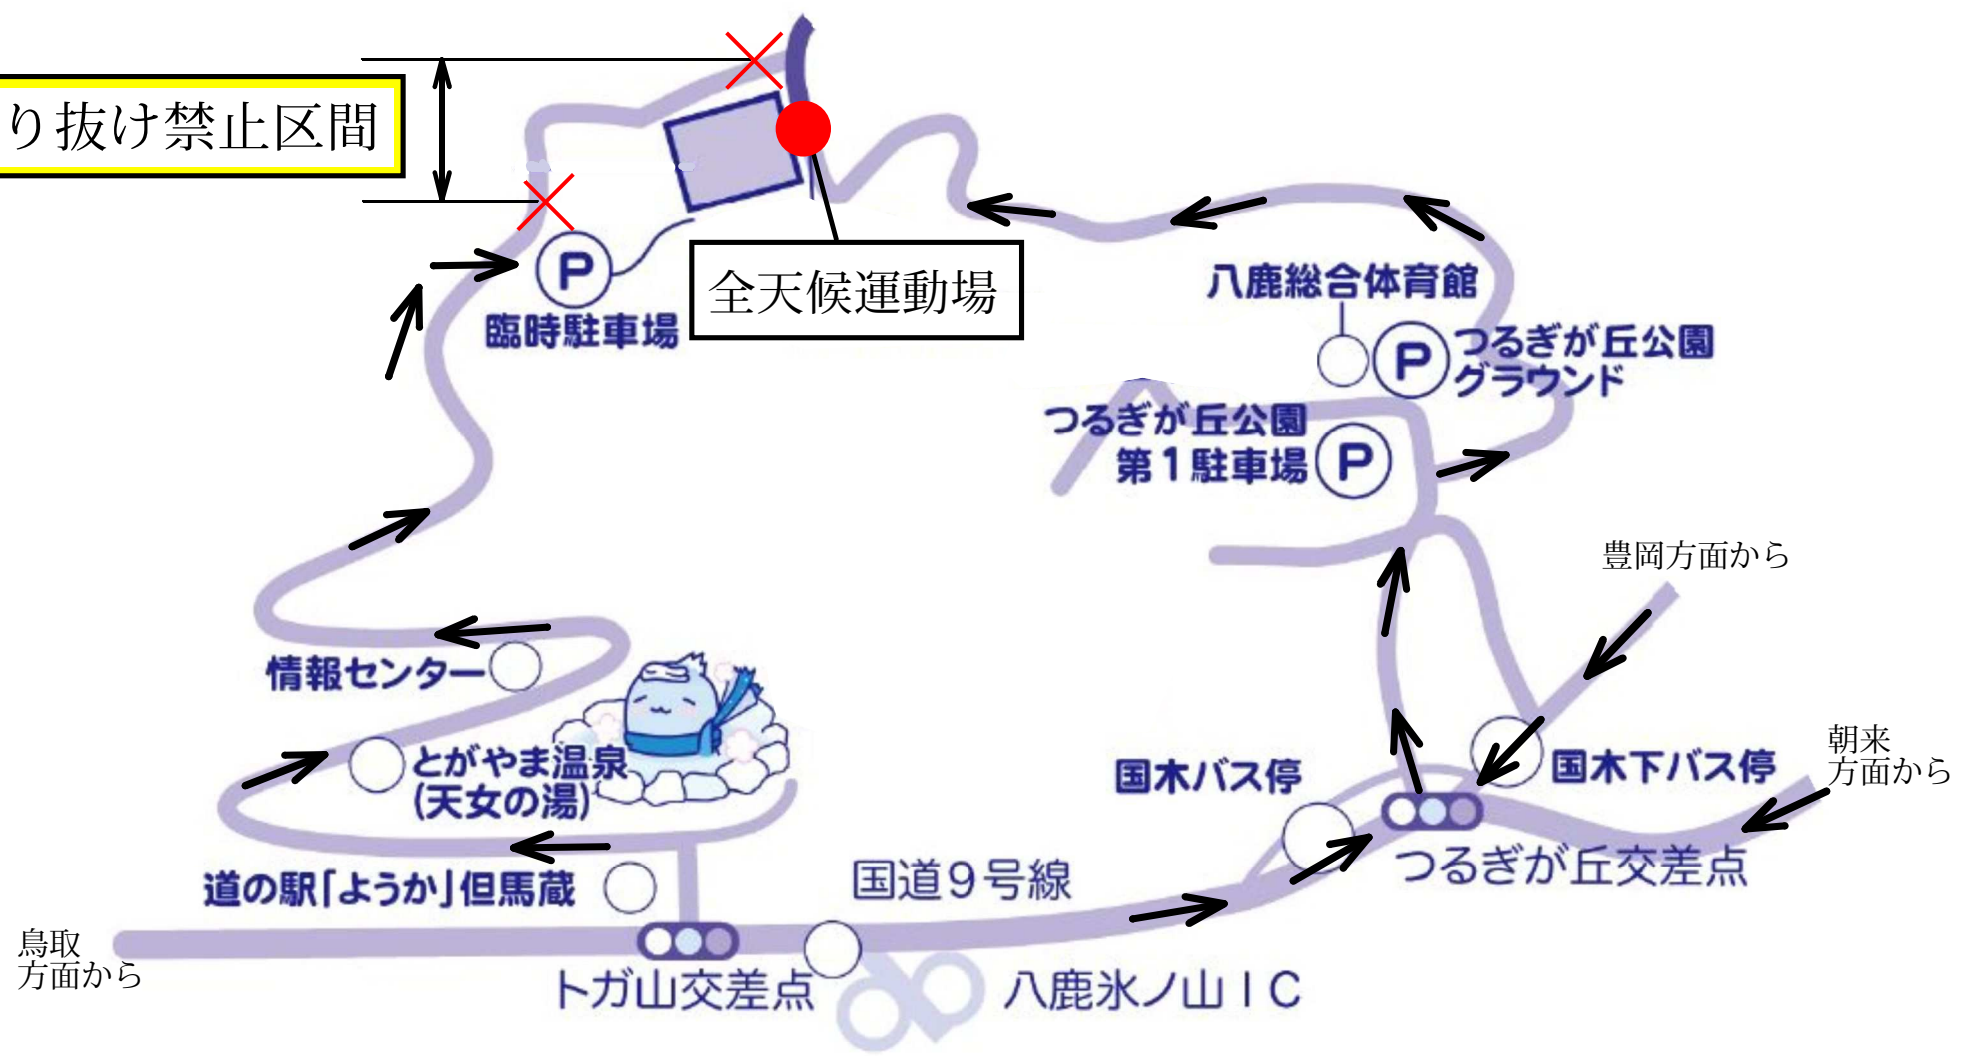 り抜け禁止区間
全天候運動場
P
臨時駐車場
八鹿総合体育館
P
つるぎが丘公園
グラウンド
つるぎが丘公園
第1駐車場
P
豊岡方面から
情報センター
とがやま温泉
(天女の湯)
国木バス停
国木下バス停
朝来
方面から
つるぎが丘交差点
道の駅「ようか」但馬蔵
国道9号線
鳥取
方面から
トガ山交差点
八鹿氷ノ山IC